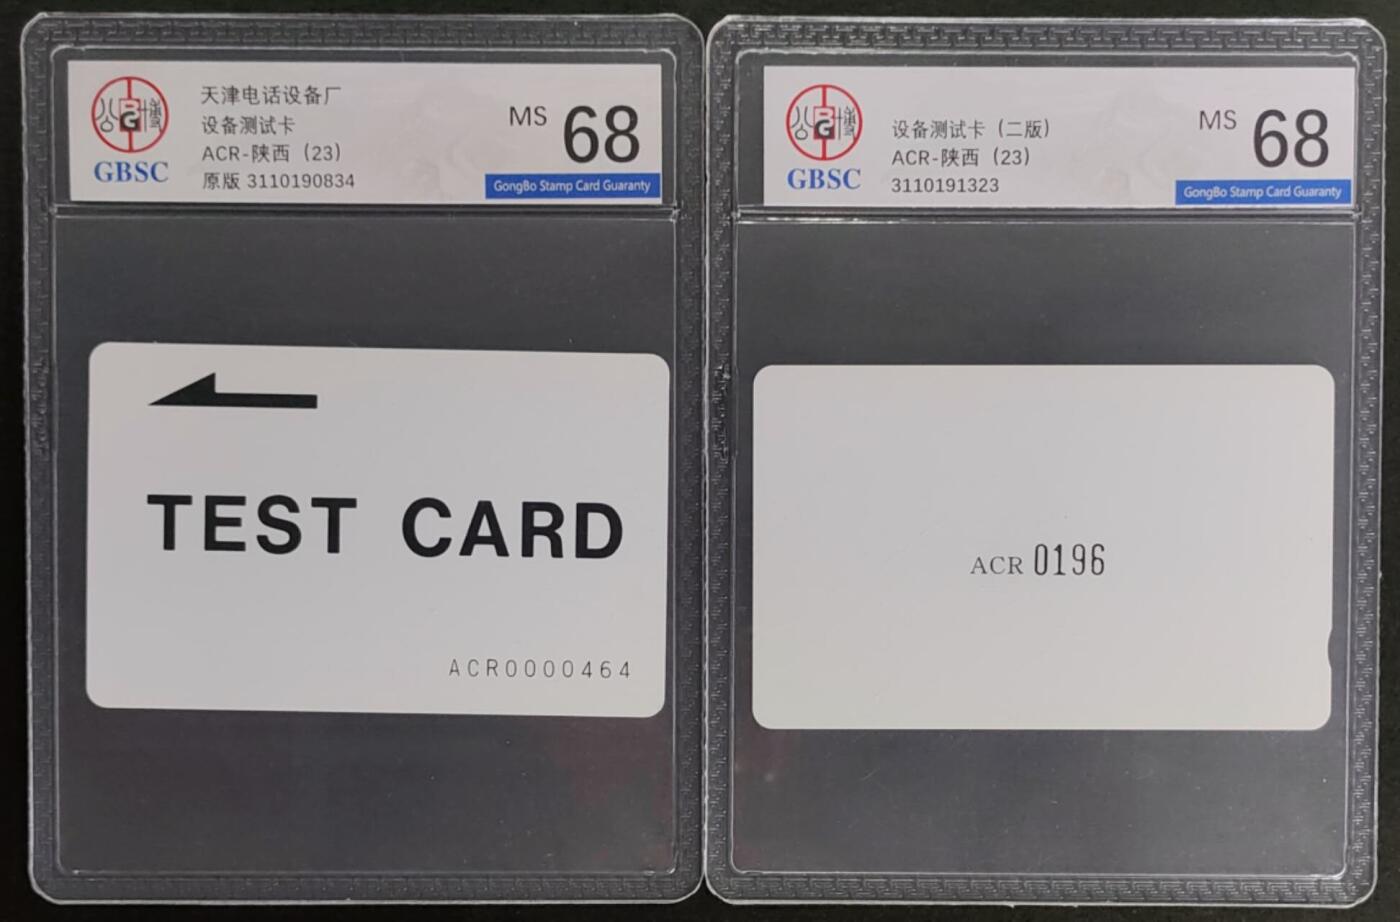 天津电话设备厂
设备测试卡
ACR-陕西（23）
原版 3110190834
MS 68
GBSC
GongBo Stamp Card Guaranty
TEST CARD
ACR0000464
设备测试卡（二版）
ACR-陕西（23）
3110191323
MS 68
GBSC
GongBo Stamp Card Guaranty
ACR 0196